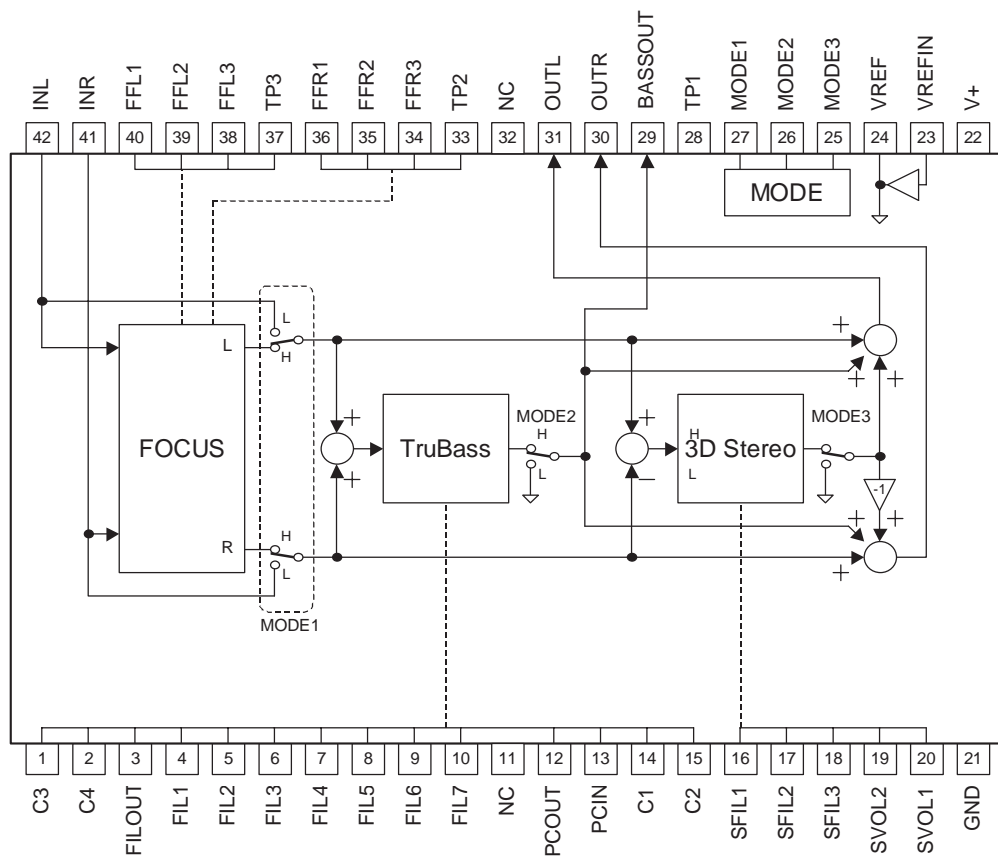 INL
INR
FFL1
FFL2
FFL3
TP3
FFR1
FFR2
FFR3
TP2
NC
OUTL
OUTR
BASSOUT
TP1
MODE1
MODE2
MODE3
VREF
VREFIN
V+
42 41 40 39 38 37 36 35 34 33 32 31 30 29 28 27 26 25 24 23 22
MODE
L
L
H
+
+
+
+
FOCUS
+
+
TruBass
MODE2
H
L
+
−
H
3D Stereo
L
MODE3
-1
R
H
L
+
+
+
MODE1
1 2 3 4 5 6 7 8 9 10 11 12 13 14 15 16 17 18 19 20 21
C3
C4
FILOUT
FIL1
FIL2
FIL3
FIL4
FIL5
FIL6
FIL7
NC
PCOUT
PCIN
C1
C2
SFIL1
SFIL2
SFIL3
SVOL2
SVOL1
GND